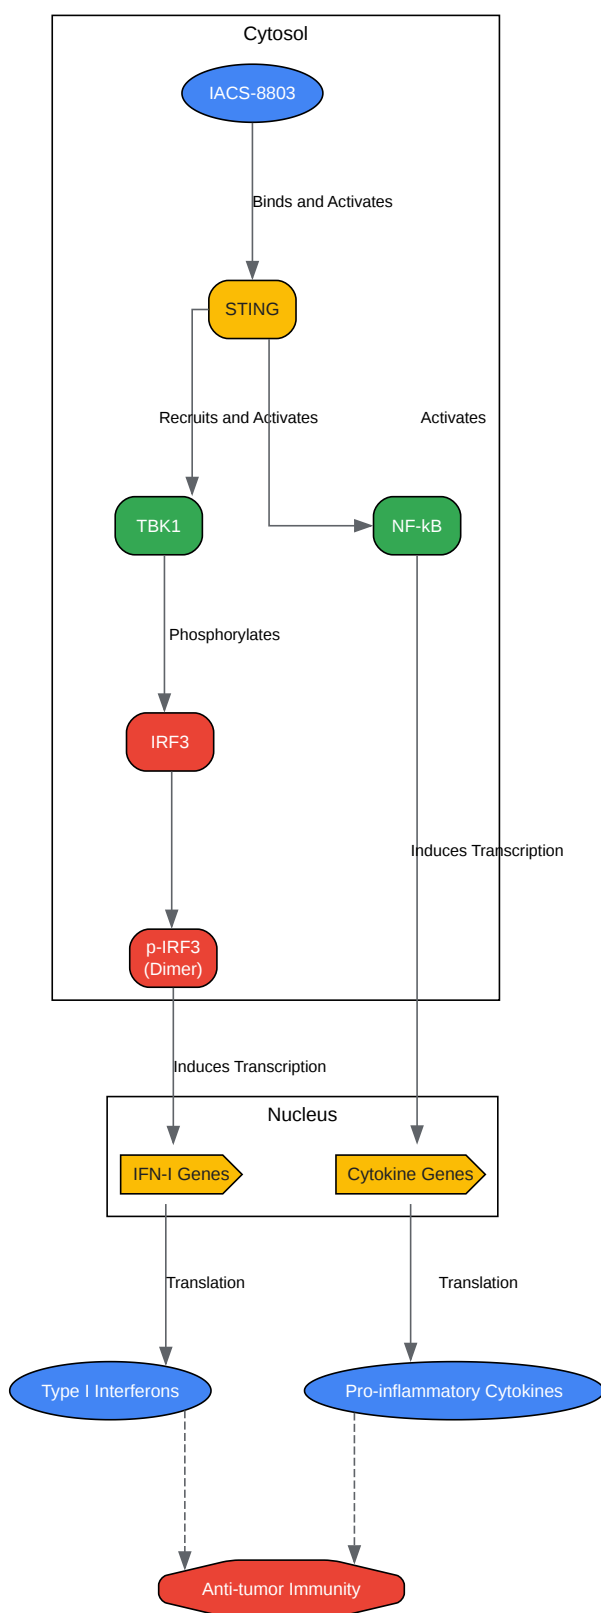 Cytosol
IACS-8803
Binds and Activates
STING
Recruits and Activates
Activates
TBK1
NF-kB
Phosphorylates
IRF3
Induces Transcription
p-IRF3
(Dimer)
Induces Transcription
Nucleus
IFN-I Genes
Cytokine Genes
Translation
Translation
Type I Interferons
Pro-inflammatory Cytokines
Anti-tumor Immunity